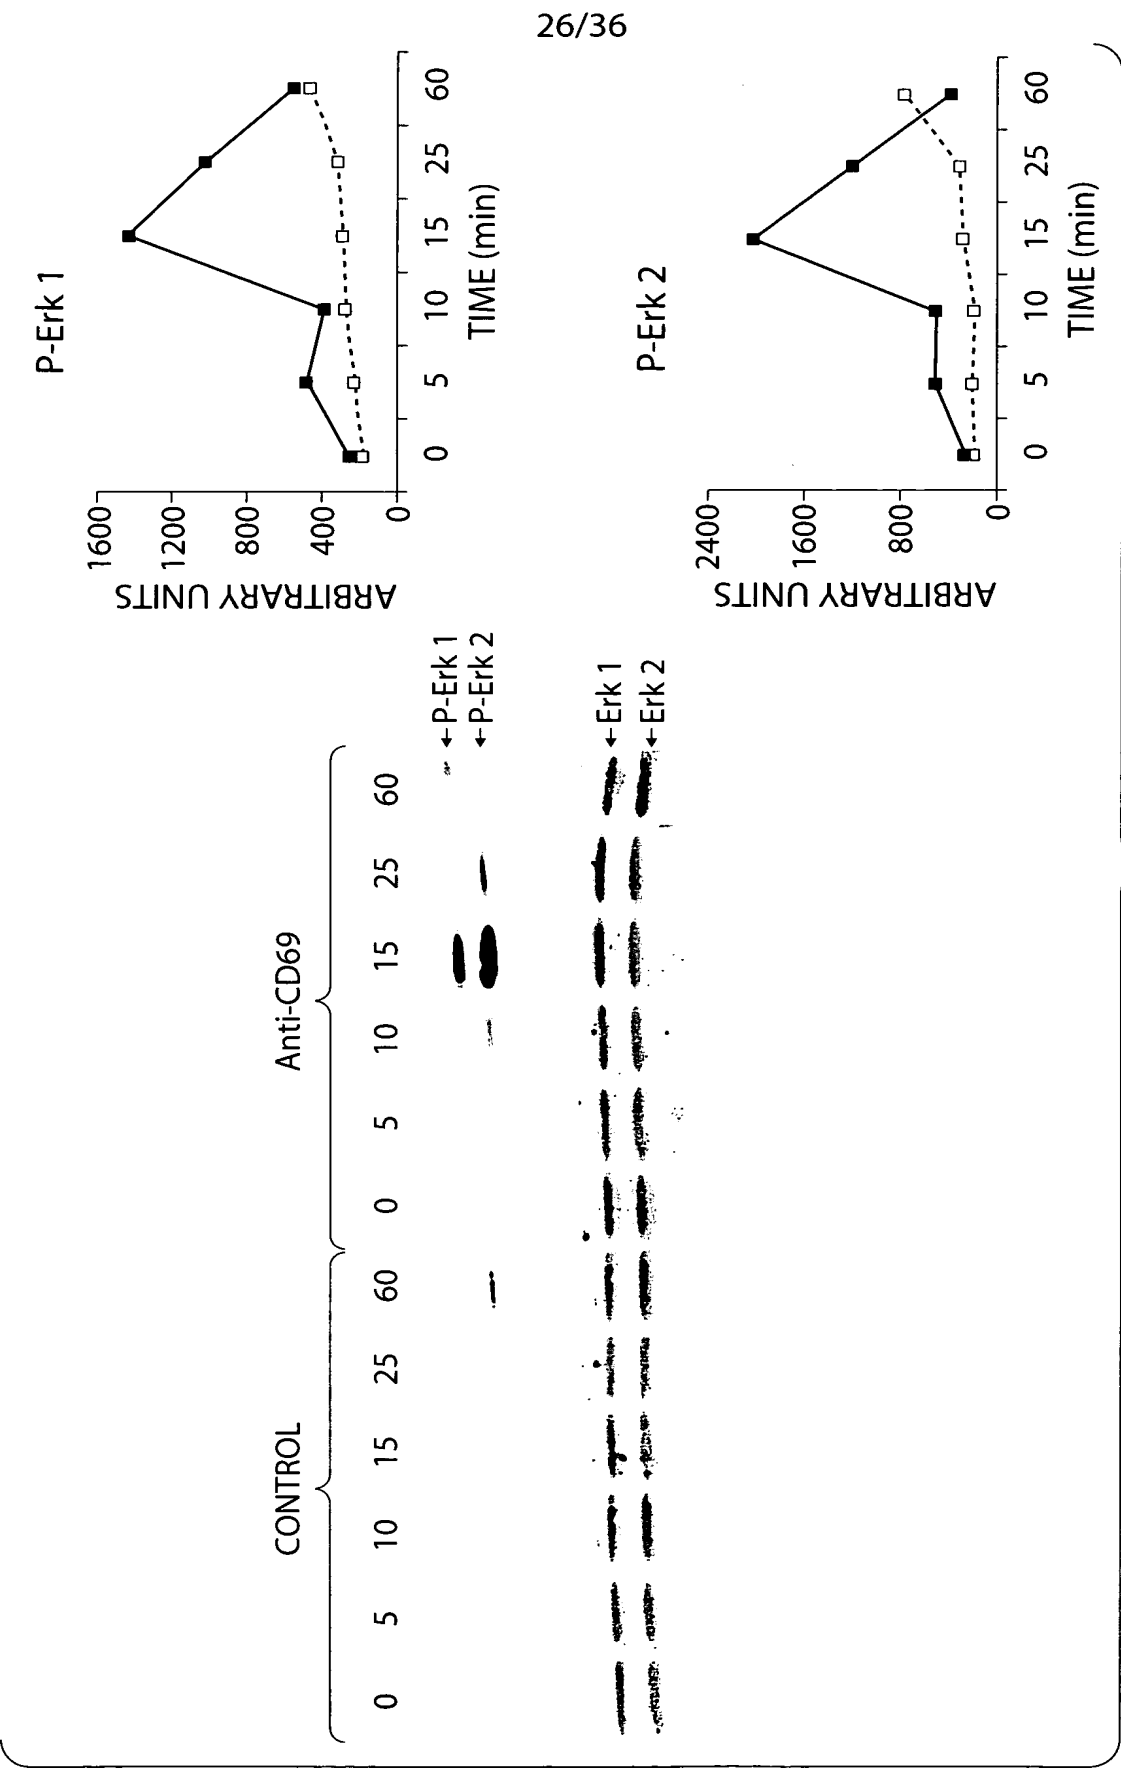 26/36
CONTROL
Anti-CD69
0 5 10 15 25 60 0 5 10 15 25 60
←P-Erk 1
←P-Erk 2
←Erk 1
←Erk 2
P-Erk 1
ARBITRARY UNITS
1600
1200
800
400
0
0 5 10 15 25 60
TIME (min)
P-Erk 2
ARBITRARY UNITS
2400
1600
800
0
0 5 10 15 25 60
TIME (min)